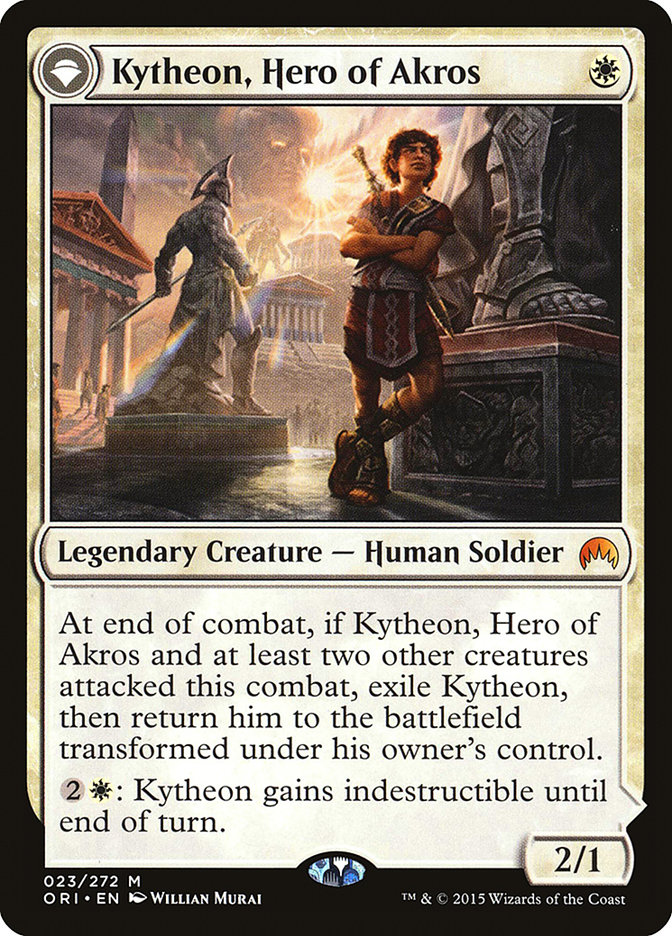 Kytheon, Hero of Akros
Legendary Creature — Human Soldier
At end of combat, if Kytheon, Hero of
Akros and at least two other creatures
attacked this combat, exile Kytheon,
then return him to the battlefield
transformed under his owner's control.
2: Kytheon gains indestructible until
end of turn.
2/1
023/272 M
ORI • EN Willian Murai
™ & © 2015 Wizards of the Coast